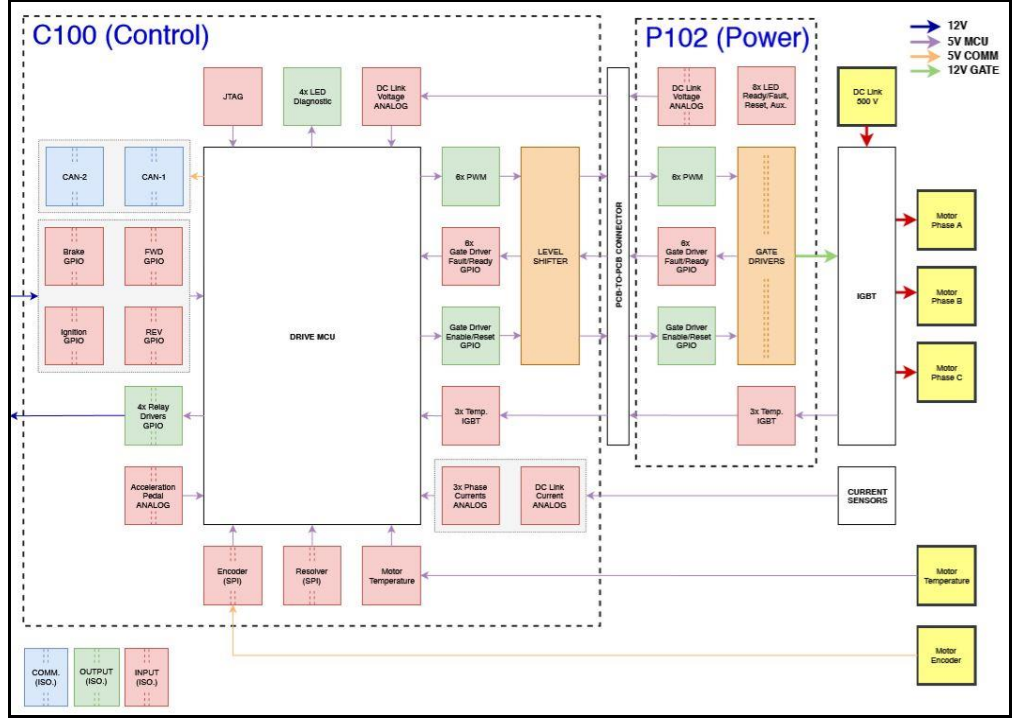 C100 (Control)
P102 (Power)
12V
5V MCU
5V COMM
12V GATE
JTAG
4x LED
Diagnostic
DC Link
Voltage
ANALOG
DC Link
Voltage
ANALOG
8x LED
Ready/Fault,
Reset, Aux.
DC Link
500 V
CAN-2
CAN-1
6x PWM
LEVEL
SHIFTER
PCB-TO-PCB CONNECTOR
6x PWM
GATE
DRIVERS
IGBT
Motor
Phase A
Brake
GPIO
FWD
GPIO
6x
Gate Driver
Fault/Ready
GPIO
6x
Gate Driver
Fault/Ready
GPIO
Motor
Phase B
Ignition
GPIO
REV
GPIO
DRIVE MCU
Gate Driver
Enable/Reset
GPIO
Gate Driver
Enable/Reset
GPIO
Motor
Phase C
4x Relay
Drivers
GPIO
3x Temp.
IGBT
3x Temp.
IGBT
Acceleration
Pedal
ANALOG
3x Phase
Currents
ANALOG
DC Link
Current
ANALOG
CURRENT
SENSORS
Encoder
(SPI)
Resolver
(SPI)
Motor
Temperature
Motor
Temperature
Motor
Encoder
COMM.
(ISO.)
OUTPUT
(ISO.)
INPUT
(ISO.)